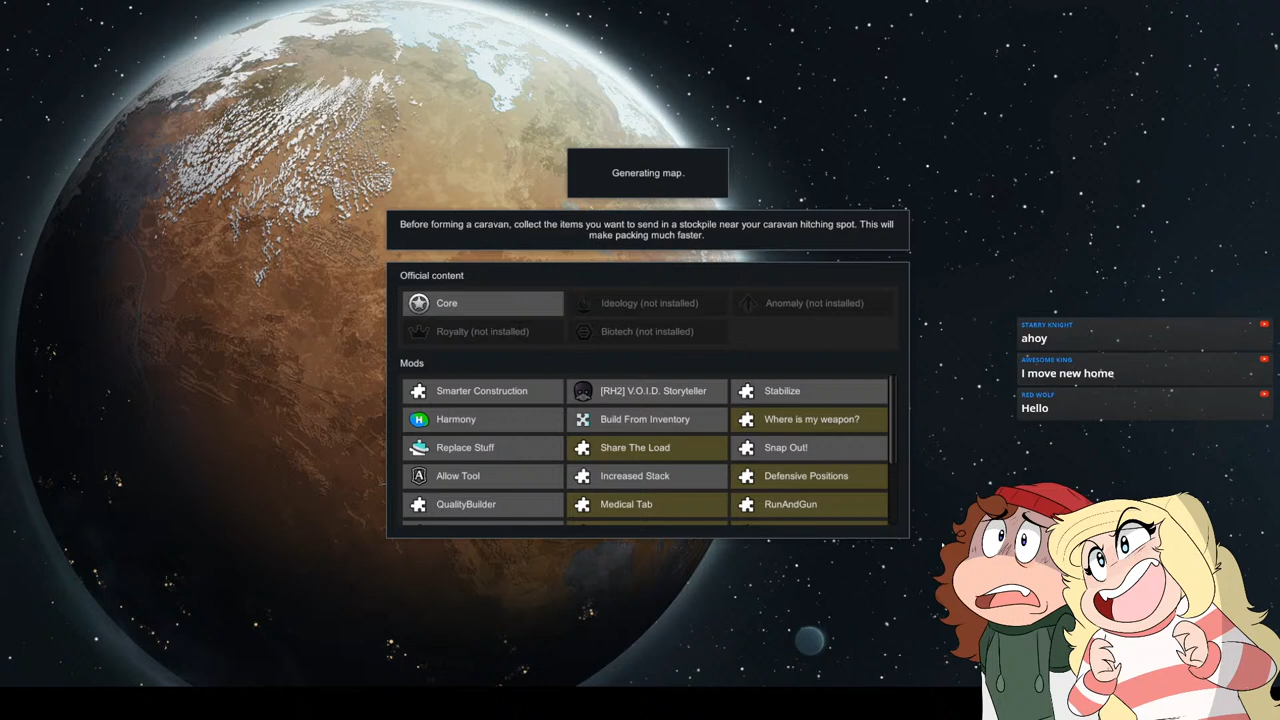 Generating map.
Before forming a caravan, collect the items you want to send in a stockpile near your caravan hitching spot. This will
make packing much faster.
Official content
Core
Ideology (not installed)
Anomaly (not installed)
Royalty (not installed)
Biotech (not installed)
Mods
Smarter Construction
[RH2] V.O.I.D. Storyteller
Stabilize
Harmony
Build From Inventory
Where is my weapon?
Replace Stuff
Share The Load
Snap Out!
Allow Tool
Increased Stack
Defensive Positions
QualityBuilder
Medical Tab
RunAndGun
STARRY KNIGHT
ahoy
AWESOME KING
I move new home
RED WOLF
Hello